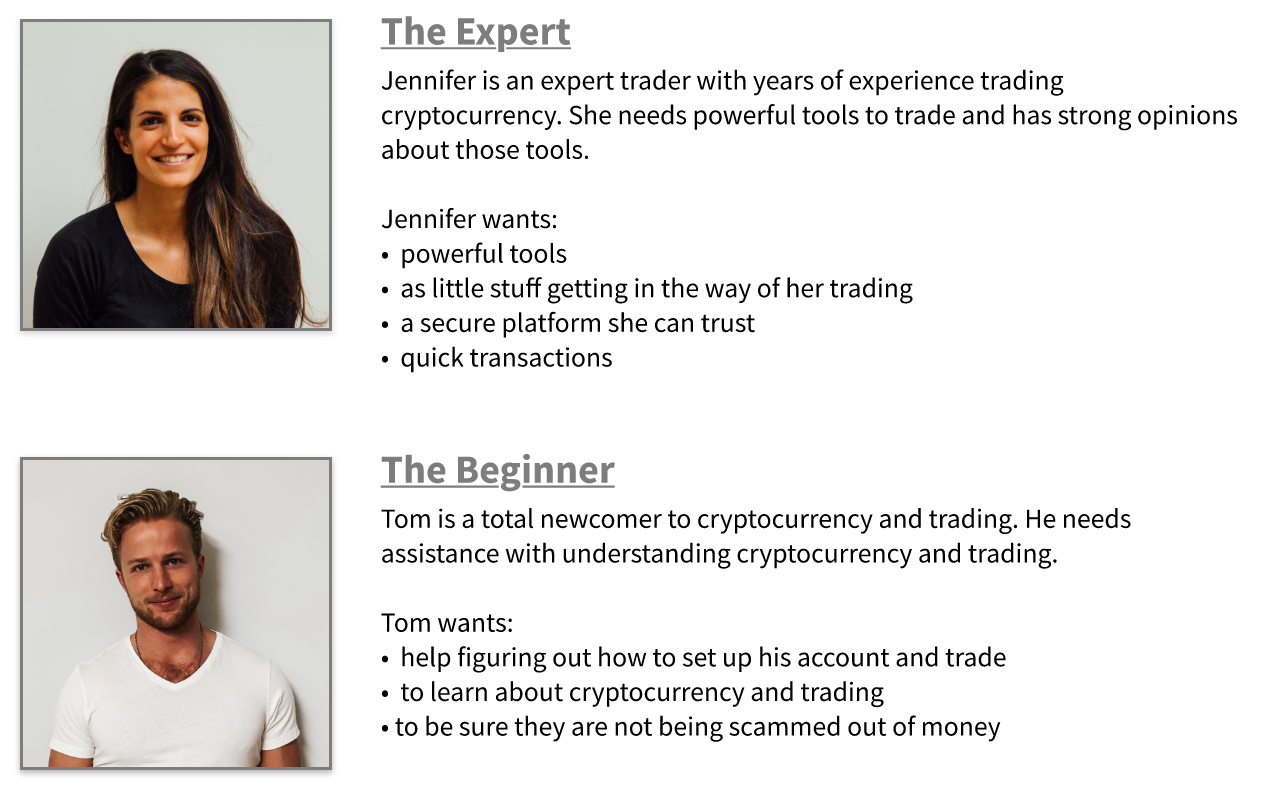 The Expert
Jennifer is an expert trader with years of experience trading
cryptocurrency. She needs powerful tools to trade and has strong opinions
about those tools.
Jennifer wants:
• powerful tools
• as little stuff getting in the way of her trading
• a secure platform she can trust
• quick transactions
The Beginner
Tom is a total newcomer to cryptocurrency and trading. He needs
assistance with understanding cryptocurrency and trading.
Tom wants:
• help figuring out how to set up his account and trade
• to learn about cryptocurrency and trading
• to be sure they are not being scammed out of money